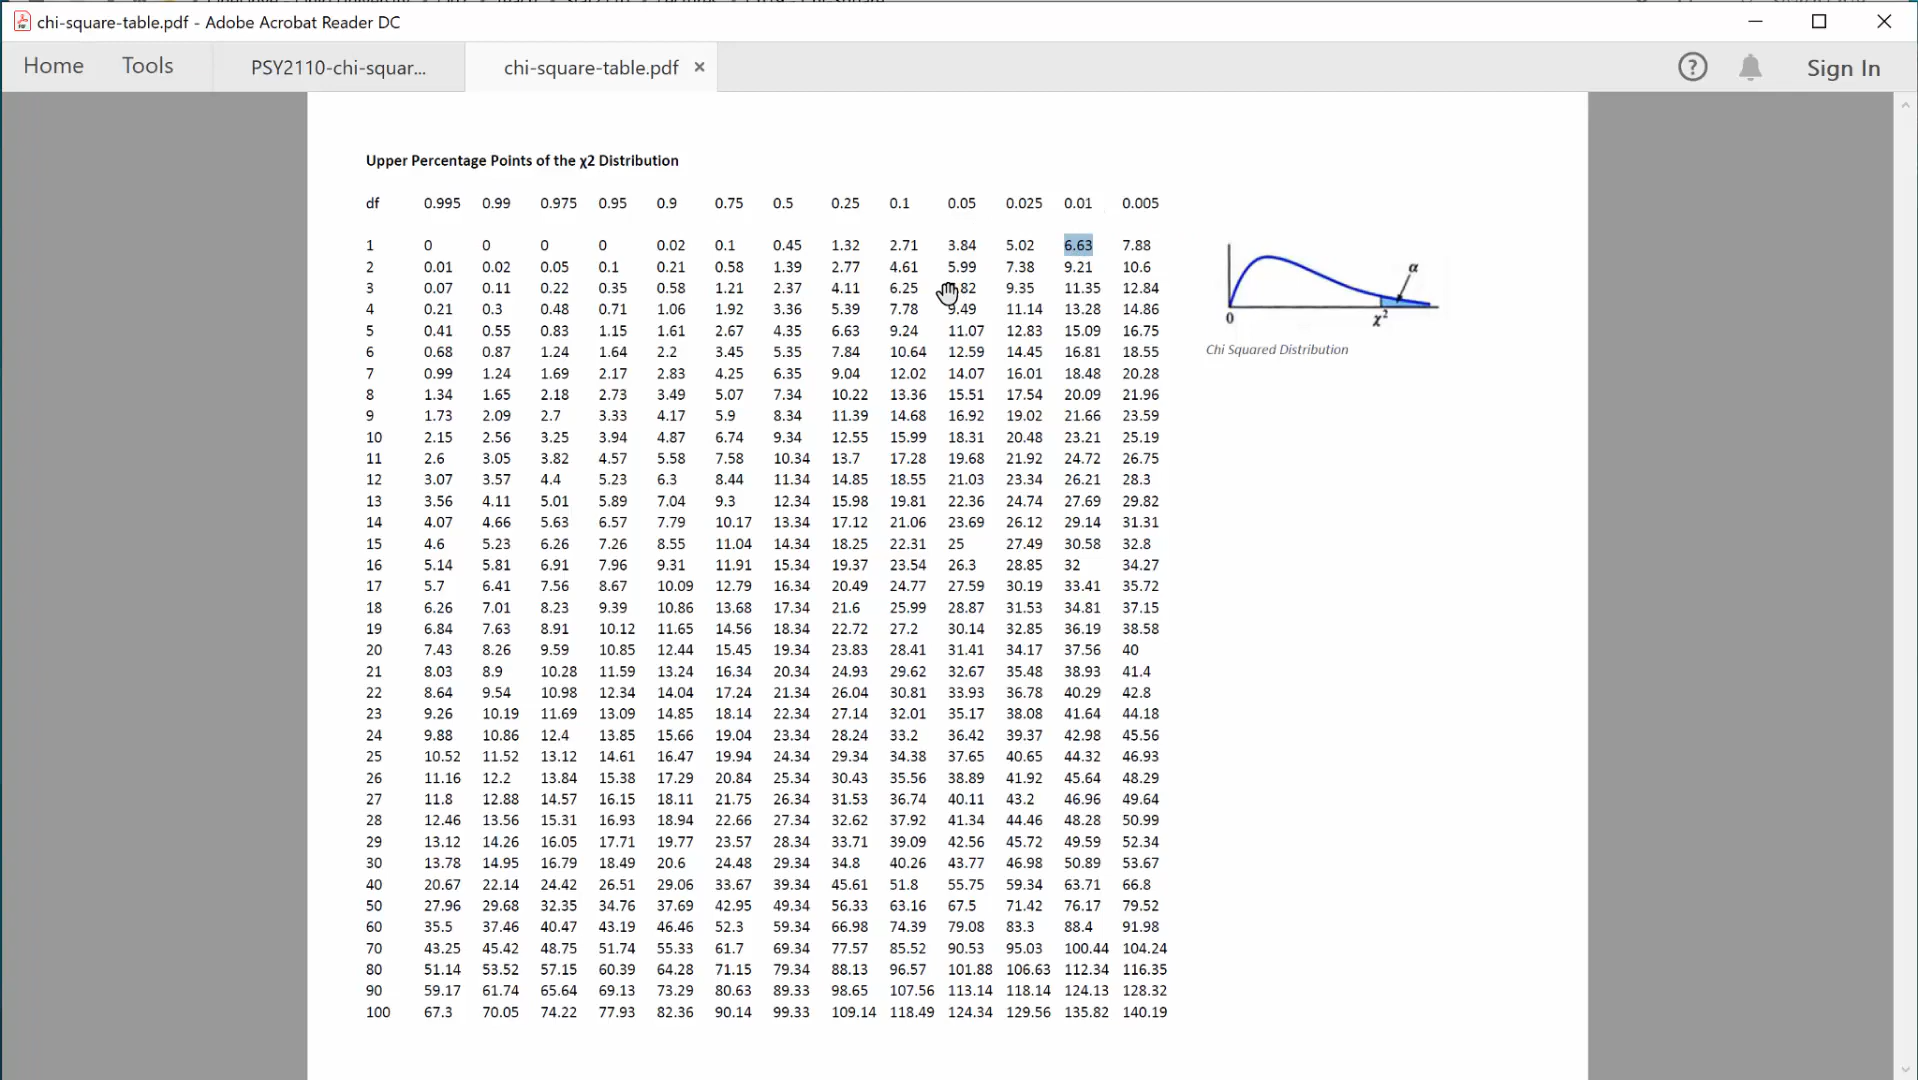 chi-square-table.pdf - Adobe Acrobat Reader DC
Home Tools PSY2110-chi-squar... chi-square-table.pdf × ? Sign In
Upper Percentage Points of the χ2 Distribution
df 0.995 0.99 0.975 0.95 0.9 0.75 0.5 0.25 0.1 0.05 0.025 0.01 0.005
1 0 0 0 0 0.02 0.1 0.45 1.32 2.71 3.84 5.02 6.63 7.88
2 0.01 0.02 0.05 0.1 0.21 0.58 1.39 2.77 4.61 5.99 7.38 9.21 10.6
3 0.07 0.11 0.22 0.35 0.58 1.21 2.37 4.11 6.25 82 9.35 11.35 12.84
4 0.21 0.3 0.48 0.71 1.06 1.92 3.36 5.39 7.78 9.49 11.14 13.28 14.86
5 0.41 0.55 0.83 1.15 1.61 2.67 4.35 6.63 9.24 11.07 12.83 15.09 16.75
6 0.68 0.87 1.24 1.64 2.2 3.45 5.35 7.84 10.64 12.59 14.45 16.81 18.55
7 0.99 1.24 1.69 2.17 2.83 4.25 6.35 9.04 12.02 14.07 16.01 18.48 20.28
8 1.34 1.65 2.18 2.73 3.49 5.07 7.34 10.22 13.36 15.51 17.54 20.09 21.96
9 1.73 2.09 2.7 3.33 4.17 5.9 8.34 11.39 14.68 16.92 19.02 21.66 23.59
10 2.15 2.56 3.25 3.94 4.87 6.74 9.34 12.55 15.99 18.31 20.48 23.21 25.19
11 2.6 3.05 3.82 4.57 5.58 7.58 10.34 13.7 17.28 19.68 21.92 24.72 26.75
12 3.07 3.57 4.4 5.23 6.3 8.44 11.34 14.85 18.55 21.03 23.34 26.21 28.3
13 3.56 4.11 5.01 5.89 7.04 9.3 12.34 15.98 19.81 22.36 24.74 27.69 29.82
14 4.07 4.66 5.63 6.57 7.79 10.17 13.34 17.12 21.06 23.69 26.12 29.14 31.31
15 4.6 5.23 6.26 7.26 8.55 11.04 14.34 18.25 22.31 25 27.49 30.58 32.8
16 5.14 5.81 6.91 7.96 9.31 11.91 15.34 19.37 23.54 26.3 28.85 32 34.27
17 5.7 6.41 7.56 8.67 10.09 12.79 16.34 20.49 24.77 27.59 30.19 33.41 35.72
18 6.26 7.01 8.23 9.39 10.86 13.68 17.34 21.6 25.99 28.87 31.53 34.81 37.15
19 6.84 7.63 8.91 10.12 11.65 14.56 18.34 22.72 27.2 30.14 32.85 36.19 38.58
20 7.43 8.26 9.59 10.85 12.44 15.45 19.34 23.83 28.41 31.41 34.17 37.56 40
21 8.03 8.9 10.28 11.59 13.24 16.34 20.34 24.93 29.62 32.67 35.48 38.93 41.4
22 8.64 9.54 10.98 12.34 14.04 17.24 21.34 26.04 30.81 33.93 36.78 40.29 42.8
23 9.26 10.19 11.69 13.09 14.85 18.14 22.34 27.14 32.01 35.17 38.08 41.64 44.18
24 9.88 10.86 12.4 13.85 15.66 19.04 23.34 28.24 33.2 36.42 39.37 42.98 45.56
25 10.52 11.52 13.12 14.61 16.47 19.94 24.34 29.34 34.38 37.65 40.65 44.32 46.93
26 11.16 12.2 13.84 15.38 17.29 20.84 25.34 30.43 35.56 38.89 41.92 45.64 48.29
27 11.8 12.88 14.57 16.15 18.11 21.75 26.34 31.53 36.74 40.11 43.2 46.96 49.64
28 12.46 13.56 15.31 16.93 18.94 22.66 27.34 32.62 37.92 41.34 44.46 48.28 50.99
29 13.12 14.26 16.05 17.71 19.77 23.57 28.34 33.71 39.09 42.56 45.72 49.59 52.34
30 13.78 14.95 16.79 18.49 20.6 24.48 29.34 34.8 40.26 43.77 46.98 50.89 53.67
40 20.67 22.14 24.42 26.51 29.06 33.67 39.34 45.61 51.8 55.75 59.34 63.71 66.8
50 27.96 29.68 32.35 34.76 37.69 42.95 49.34 56.33 63.16 67.5 71.42 76.17 79.52
60 35.5 37.46 40.47 43.19 46.46 52.3 59.34 66.98 74.39 79.08 83.3 88.4 91.98
70 43.25 45.42 48.75 51.74 55.33 61.7 69.34 77.57 85.52 90.53 95.03 100.44 104.24
80 51.14 53.52 57.15 60.39 64.28 71.15 79.34 88.13 96.57 101.88 106.63 112.34 116.35
90 59.17 61.74 65.64 69.13 73.29 80.63 89.33 98.65 107.56 113.14 118.14 124.13 128.32
100 67.3 70.05 74.22 77.93 82.36 90.14 99.33 109.14 118.49 124.34 129.56 135.82 140.19
α
0 χ²
Chi Squared Distribution